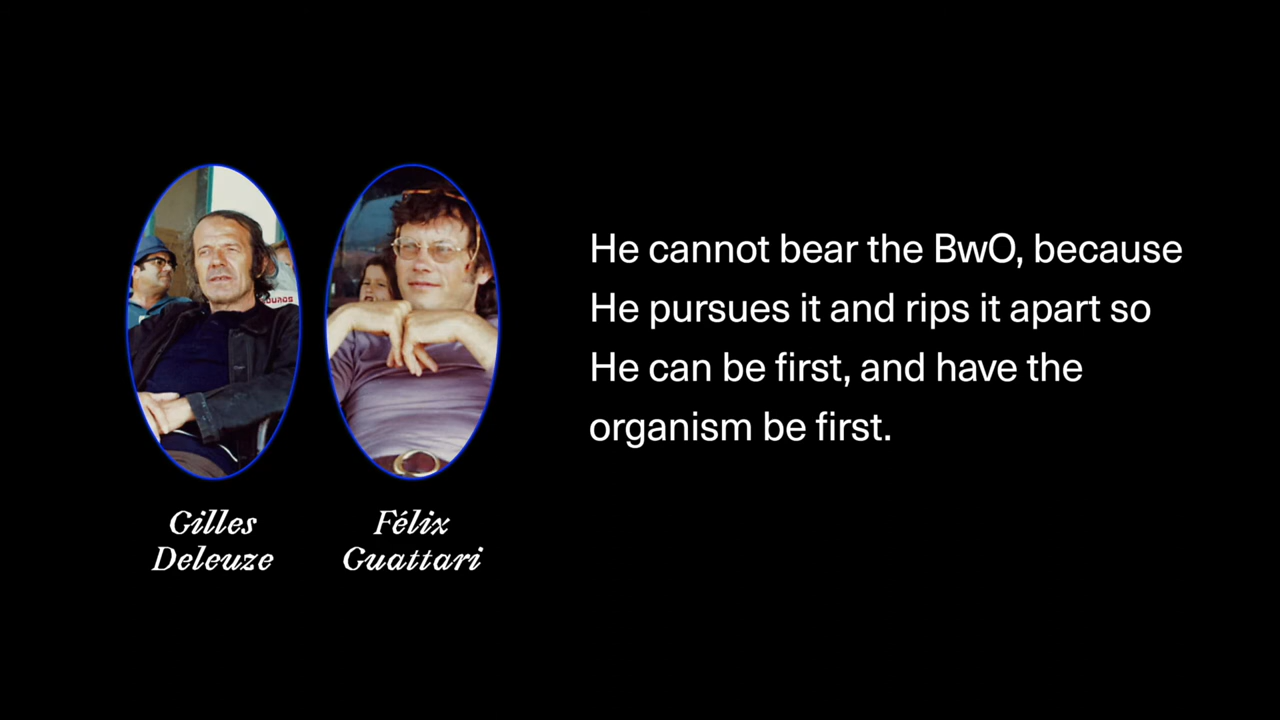 Gilles
Deleuze
Félix
Guattari
He cannot bear the BwO, because
He pursues it and rips it apart so
He can be first, and have the
organism be first.